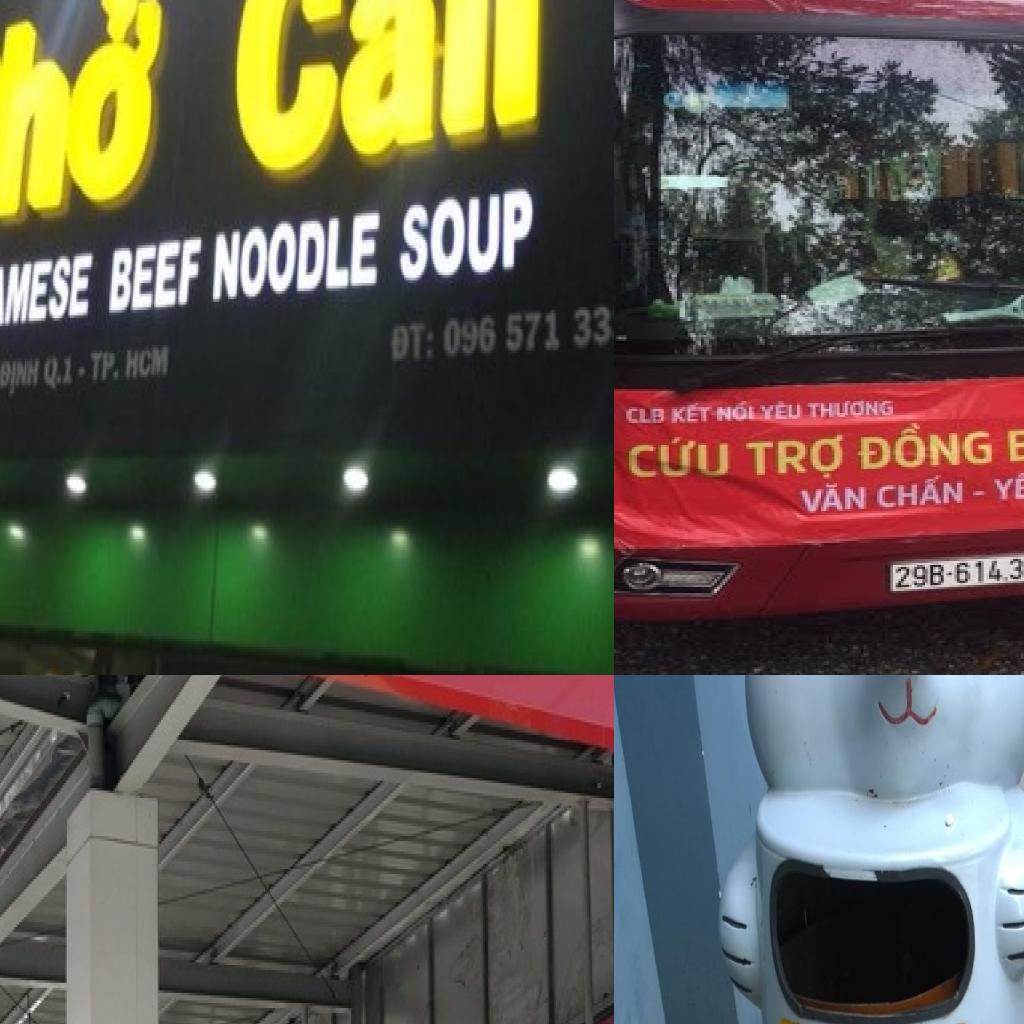 hở Cần
AMESE BEEF NOODLE SOUP
ĐỊNH Q.1 - TP. HCM
ĐT: 096 571 33
CLB KẾT NỐI YÊU THƯƠNG
CỨU TRỢ ĐỒNG
VĂN CHẤN - YÊ
29B-614.3